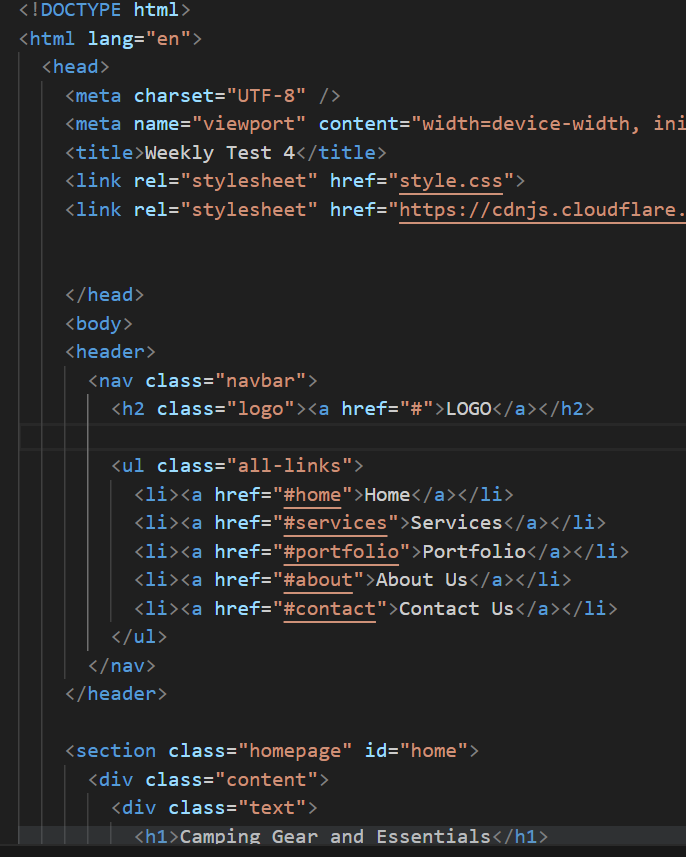 <!DOCTYPE html>
<html lang="en">
<head>
<meta charset="UTF-8" />
<meta name="viewport" content="width=device-width, ini
<title>Weekly Test 4</title>
<link rel="stylesheet" href="style.css">
<link rel="stylesheet" href="https://cdnjs.cloudflare.
</head>
<body>
<header>
<nav class="navbar">
<h2 class="logo"><a href="#">LOGO</a></h2>
<ul class="all-links">
<li><a href="#home">Home</a></li>
<li><a href="#services">Services</a></li>
<li><a href="#portfolio">Portfolio</a></li>
<li><a href="#about">About Us</a></li>
<li><a href="#contact">Contact Us</a></li>
</ul>
</nav>
</header>
<section class="homepage" id="home">
<div class="content">
<div class="text">
<h1>Camping Gear and Essentials</h1>